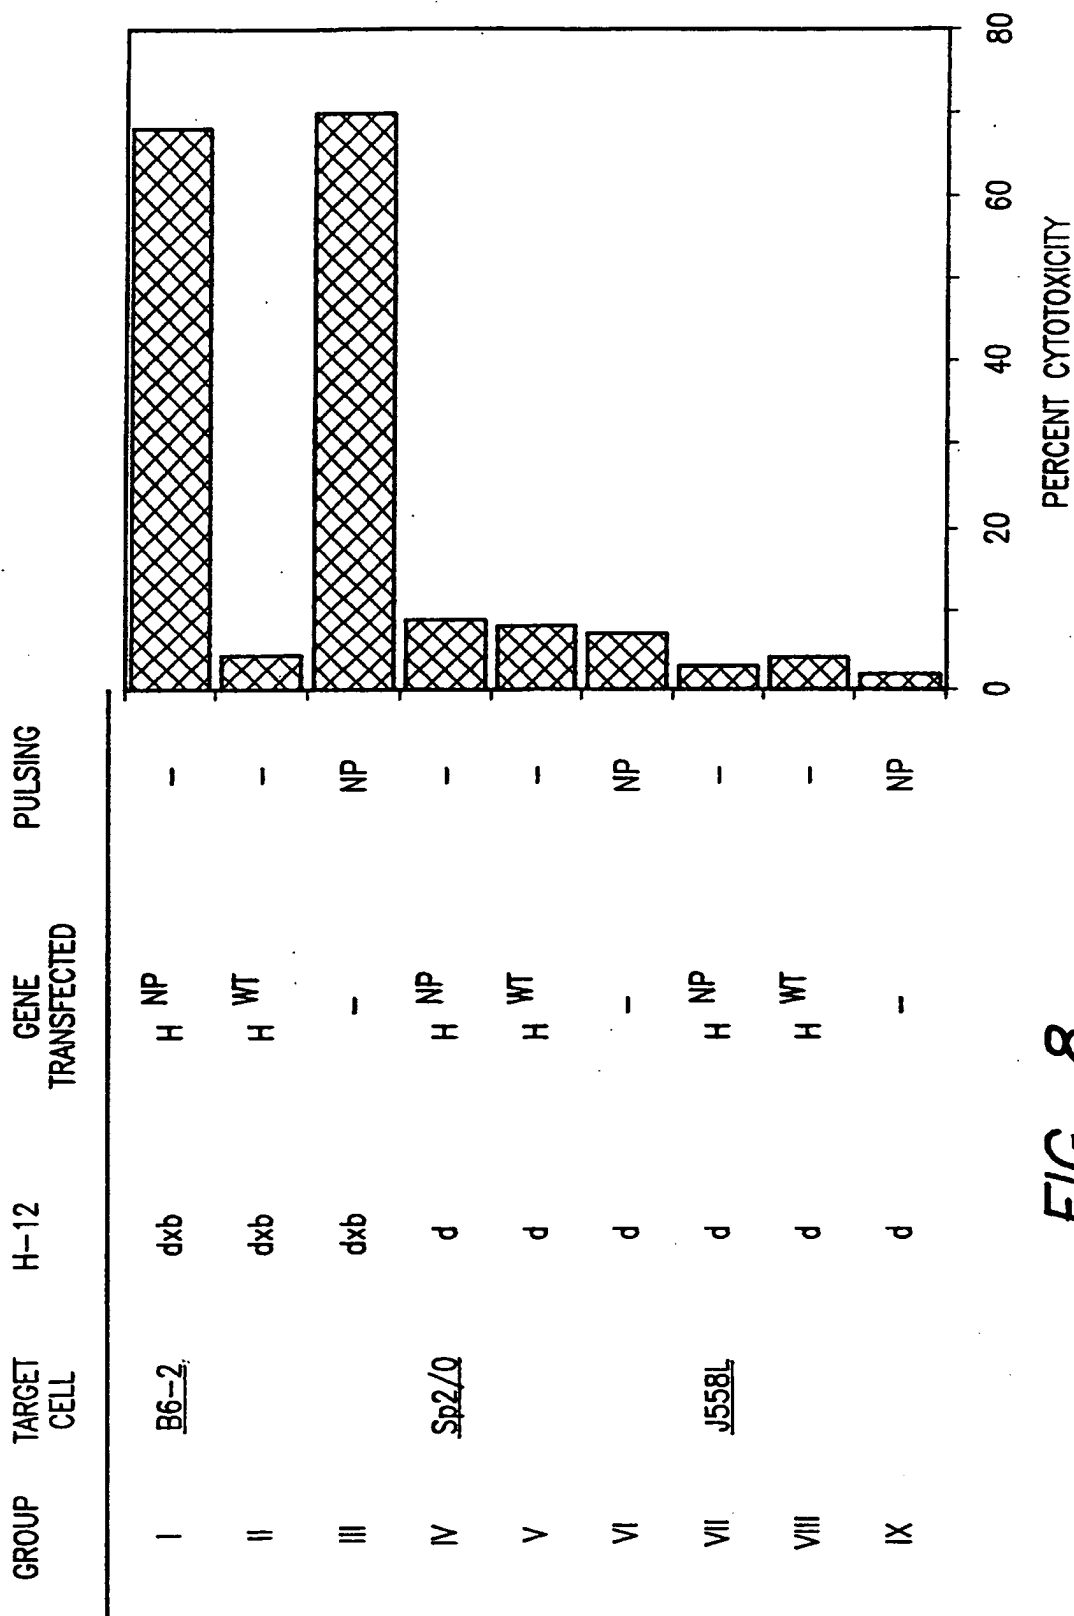 GROUP TARGET CELL H-12 GENE TRANSFECTED PULSING
I B6-2 dxb H NP –
II dxb H WT –
III dxb – NP
IV Sp2/0 d H NP –
V d H WT –
VI d – NP
VII J558L d H NP –
VIII d H WT –
IX d – NP
0 20 40 60 80
PERCENT CYTOTOXICITY
FIG. 8